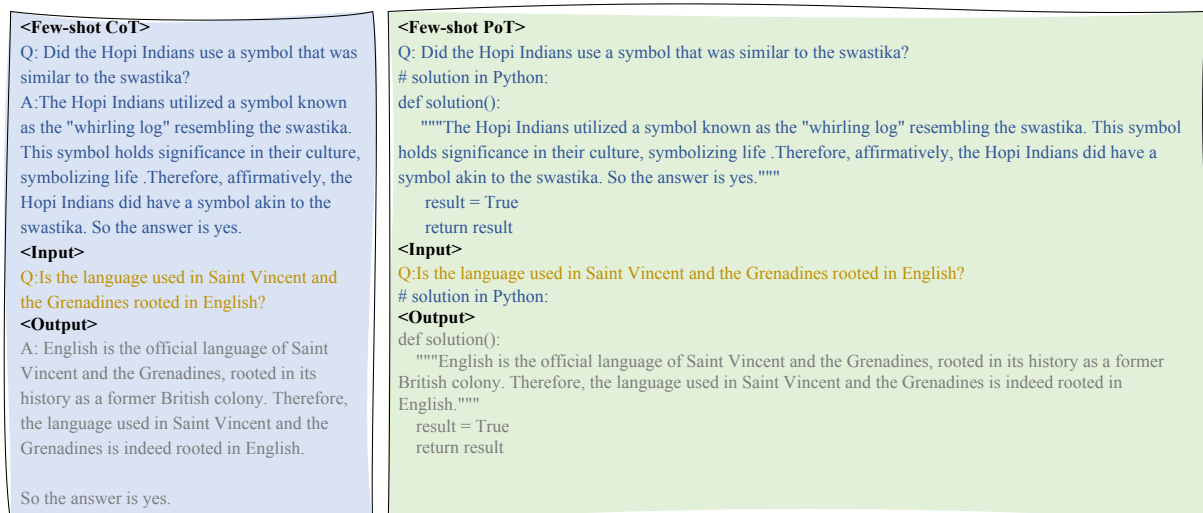 <Few-shot CoT>
Q: Did the Hopi Indians use a symbol that was
similar to the swastika?
A:The Hopi Indians utilized a symbol known
as the "whirling log" resembling the swastika.
This symbol holds significance in their culture,
symbolizing life .Therefore, affirmatively, the
Hopi Indians did have a symbol akin to the
swastika. So the answer is yes.
<Input>
Q:Is the language used in Saint Vincent and
the Grenadines rooted in English?
<Output>
A: English is the official language of Saint
Vincent and the Grenadines, rooted in its
history as a former British colony. Therefore,
the language used in Saint Vincent and the
Grenadines is indeed rooted in English.
So the answer is yes.
<Few-shot PoT>
Q: Did the Hopi Indians use a symbol that was similar to the swastika?
# solution in Python:
def solution():
"""The Hopi Indians utilized a symbol known as the "whirling log" resembling the swastika. This symbol
holds significance in their culture, symbolizing life .Therefore, affirmatively, the Hopi Indians did have a
symbol akin to the swastika. So the answer is yes."""
result = True
return result
<Input>
Q:Is the language used in Saint Vincent and the Grenadines rooted in English?
# solution in Python:
<Output>
def solution():
"""English is the official language of Saint Vincent and the Grenadines, rooted in its history as a former
British colony. Therefore, the language used in Saint Vincent and the Grenadines is indeed rooted in
English."""
result = True
return result